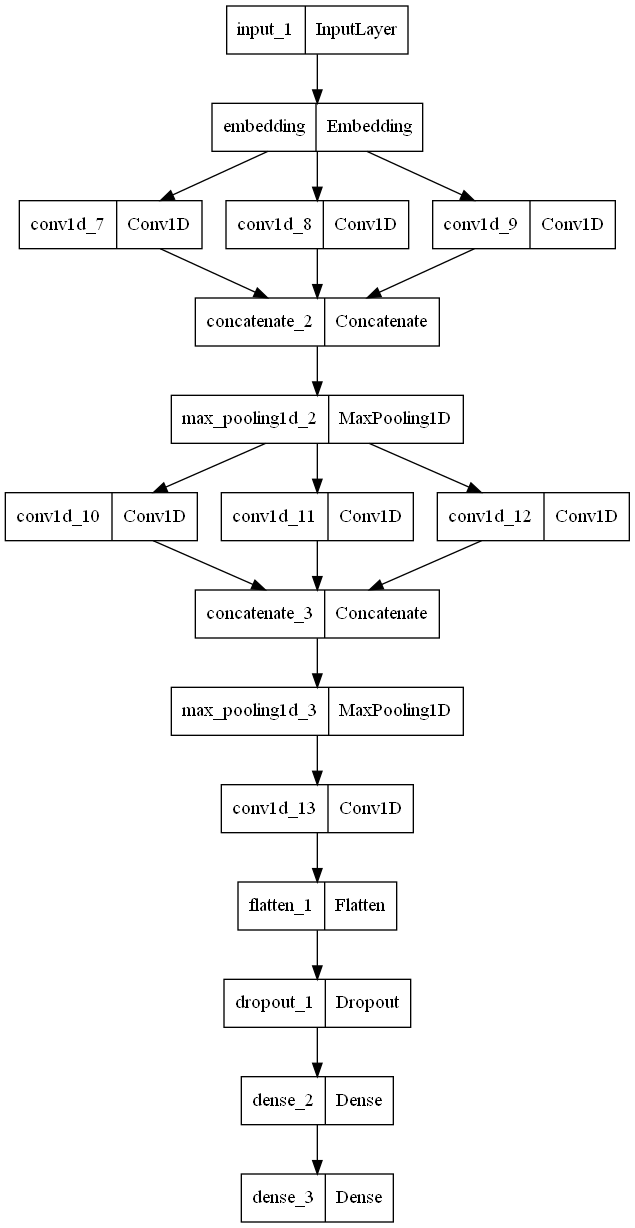 input_1 InputLayer
embedding Embedding
conv1d_7 Conv1D conv1d_8 Conv1D conv1d_9 Conv1D
concatenate_2 Concatenate
max_pooling1d_2 MaxPooling1D
conv1d_10 Conv1D conv1d_11 Conv1D conv1d_12 Conv1D
concatenate_3 Concatenate
max_pooling1d_3 MaxPooling1D
conv1d_13 Conv1D
flatten_1 Flatten
dropout_1 Dropout
dense_2 Dense
dense_3 Dense